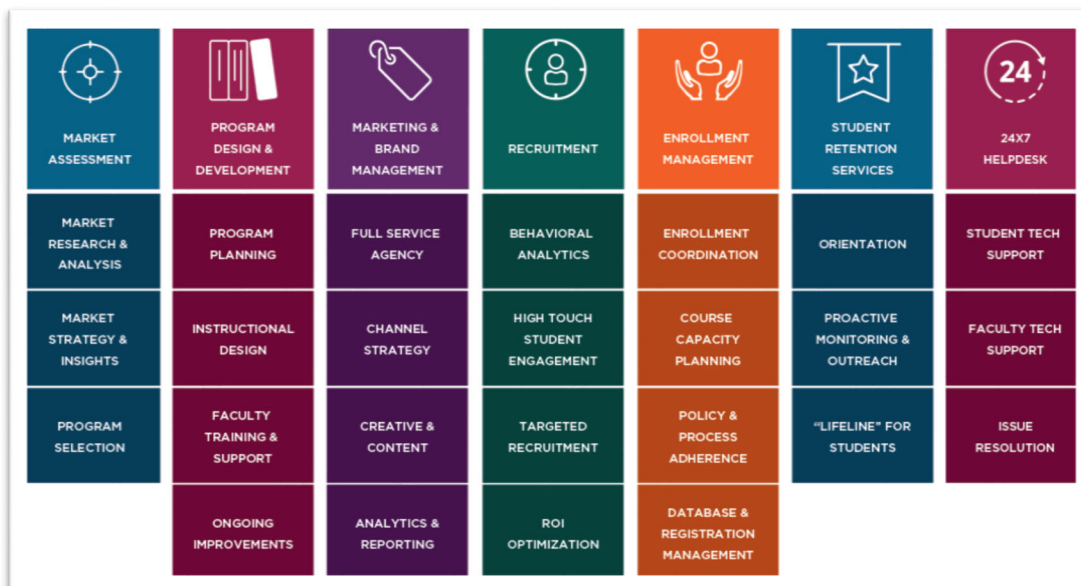 MARKET
ASSESSMENT
MARKET
RESEARCH &
ANALYSIS
MARKET
STRATEGY &
INSIGHTS
PROGRAM
SELECTION
PROGRAM
DESIGN &
DEVELOPMENT
PROGRAM
PLANNING
INSTRUCTIONAL
DESIGN
FACULTY
TRAINING &
SUPPORT
ONGOING
IMPROVEMENTS
MARKETING &
BRAND
MANAGEMENT
FULL SERVICE
AGENCY
CHANNEL
STRATEGY
CREATIVE &
CONTENT
ANALYTICS &
REPORTING
RECRUITMENT
BEHAVIORAL
ANALYTICS
HIGH TOUCH
STUDENT
ENGAGEMENT
TARGETED
RECRUITMENT
ROI
OPTIMIZATION
ENROLLMENT
MANAGEMENT
ENROLLMENT
COORDINATION
COURSE
CAPACITY
PLANNING
POLICY &
PROCESS
ADHERENCE
DATABASE &
REGISTRATION
MANAGEMENT
STUDENT
RETENTION
SERVICES
ORIENTATION
PROACTIVE
MONITORING &
OUTREACH
“LIFELINE” FOR
STUDENTS
24
24X7
HELPDESK
STUDENT TECH
SUPPORT
FACULTY TECH
SUPPORT
ISSUE
RESOLUTION